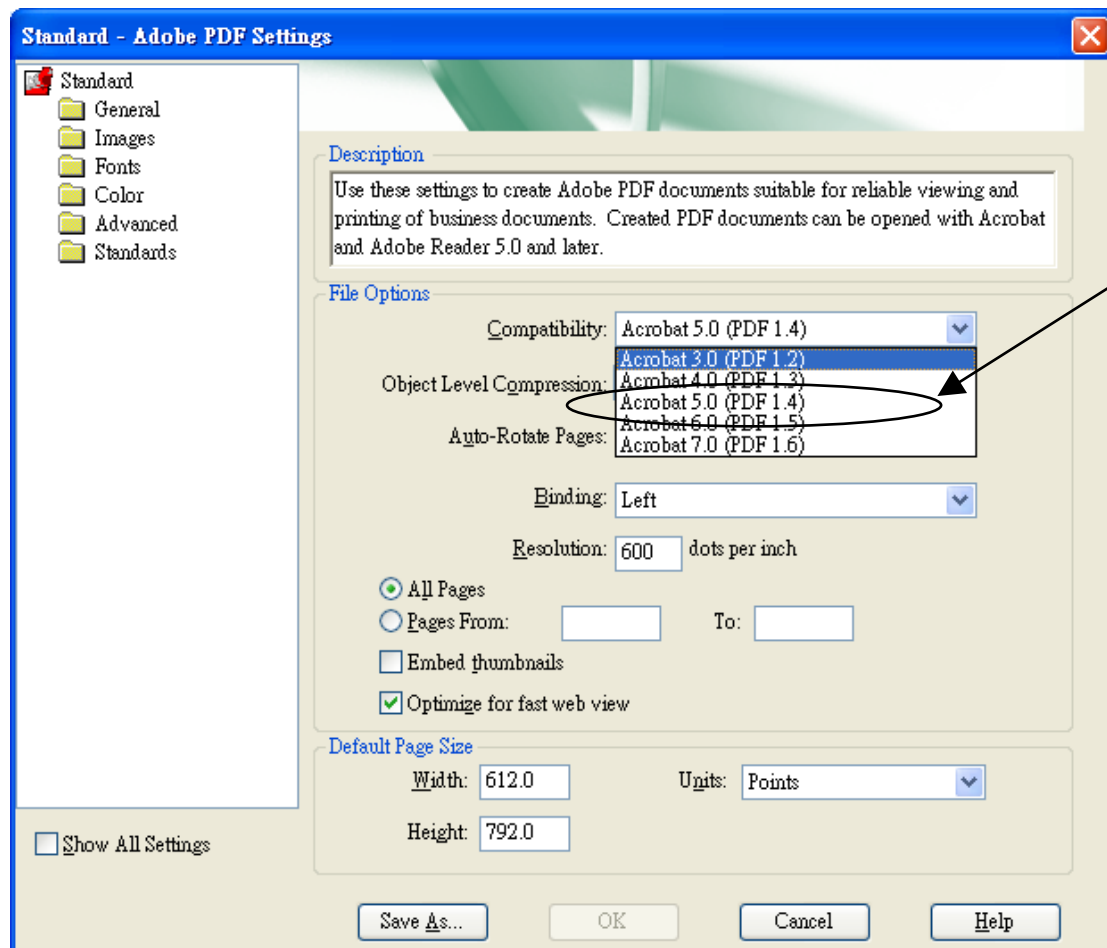 Standard - Adobe PDF Settings
Standard
General
Images
Fonts
Color
Advanced
Standards
Show All Settings
Description
Use these settings to create Adobe PDF documents suitable for reliable viewing and
printing of business documents. Created PDF documents can be opened with Acrobat
and Adobe Reader 5.0 and later.
File Options
Compatibility: Acrobat 5.0 (PDF 1.4)
Acrobat 3.0 (PDF 1.2)
Acrobat 4.0 (PDF 1.3)
Object Level Compression:
Acrobat 5.0 (PDF 1.4)
Acrobat 6.0 (PDF 1.5)
Auto-Rotate Pages:
Acrobat 7.0 (PDF 1.6)
Binding: Left
Resolution: 600 dots per inch
All Pages
Pages From: To:
Embed thumbnails
Optimize for fast web view
Default Page Size
Width: 612.0 Units: Points
Height: 792.0
Save As... OK Cancel Help